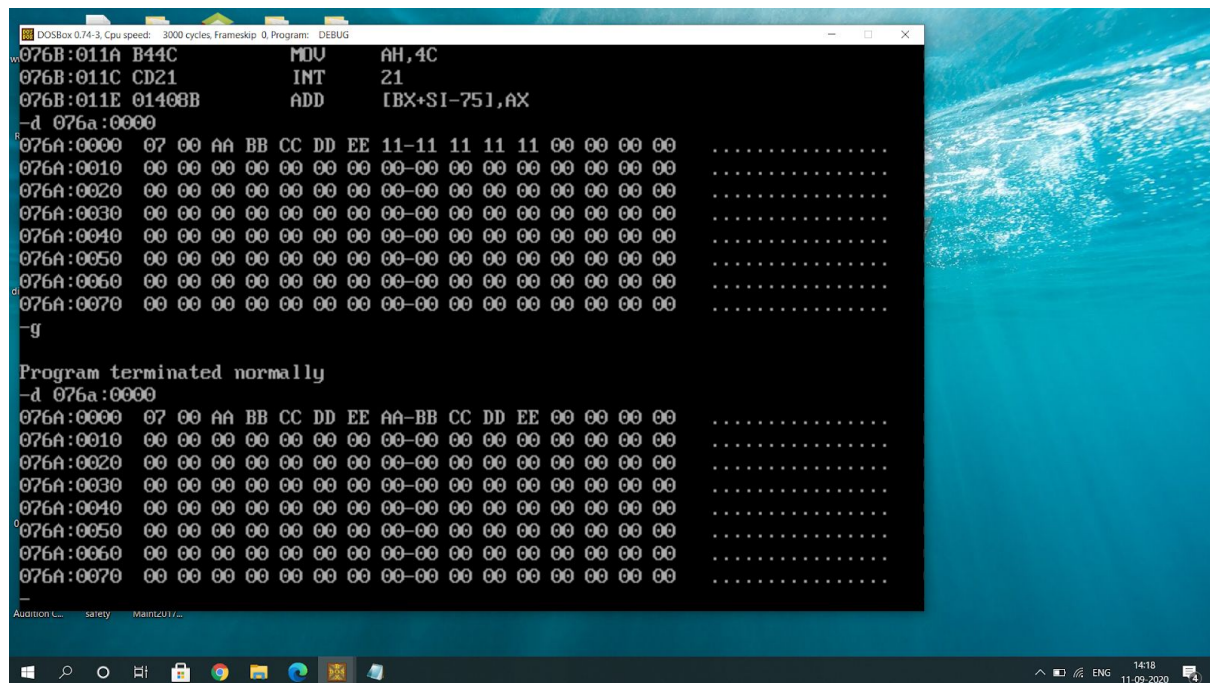 DOSBox 0.74-3, Cpu speed: 3000 cycles, Frameskip 0, Program: DEBUG
076B:011A B44C MOV AH,4C
076B:011C CD21 INT 21
076B:011E 01408B ADD [BX+SI-75],AX
-d 076a:0000
076A:0000 07 00 AA BB CC DD EE 11-11 11 11 11 00 00 00 00 ................
076A:0010 00 00 00 00 00 00 00 00-00 00 00 00 00 00 00 00 ................
076A:0020 00 00 00 00 00 00 00 00-00 00 00 00 00 00 00 00 ................
076A:0030 00 00 00 00 00 00 00 00-00 00 00 00 00 00 00 00 ................
076A:0040 00 00 00 00 00 00 00 00-00 00 00 00 00 00 00 00 ................
076A:0050 00 00 00 00 00 00 00 00-00 00 00 00 00 00 00 00 ................
076A:0060 00 00 00 00 00 00 00 00-00 00 00 00 00 00 00 00 ................
076A:0070 00 00 00 00 00 00 00 00-00 00 00 00 00 00 00 00 ................
-g
Program terminated normally
-d 076a:0000
076A:0000 07 00 AA BB CC DD EE AA-BB CC DD EE 00 00 00 00 ................
076A:0010 00 00 00 00 00 00 00 00-00 00 00 00 00 00 00 00 ................
076A:0020 00 00 00 00 00 00 00 00-00 00 00 00 00 00 00 00 ................
076A:0030 00 00 00 00 00 00 00 00-00 00 00 00 00 00 00 00 ................
076A:0040 00 00 00 00 00 00 00 00-00 00 00 00 00 00 00 00 ................
076A:0050 00 00 00 00 00 00 00 00-00 00 00 00 00 00 00 00 ................
076A:0060 00 00 00 00 00 00 00 00-00 00 00 00 00 00 00 00 ................
076A:0070 00 00 00 00 00 00 00 00-00 00 00 00 00 00 00 00 ................
-
Audition C... safety Maint2017...
ENG 14:18
11-09-2020
4